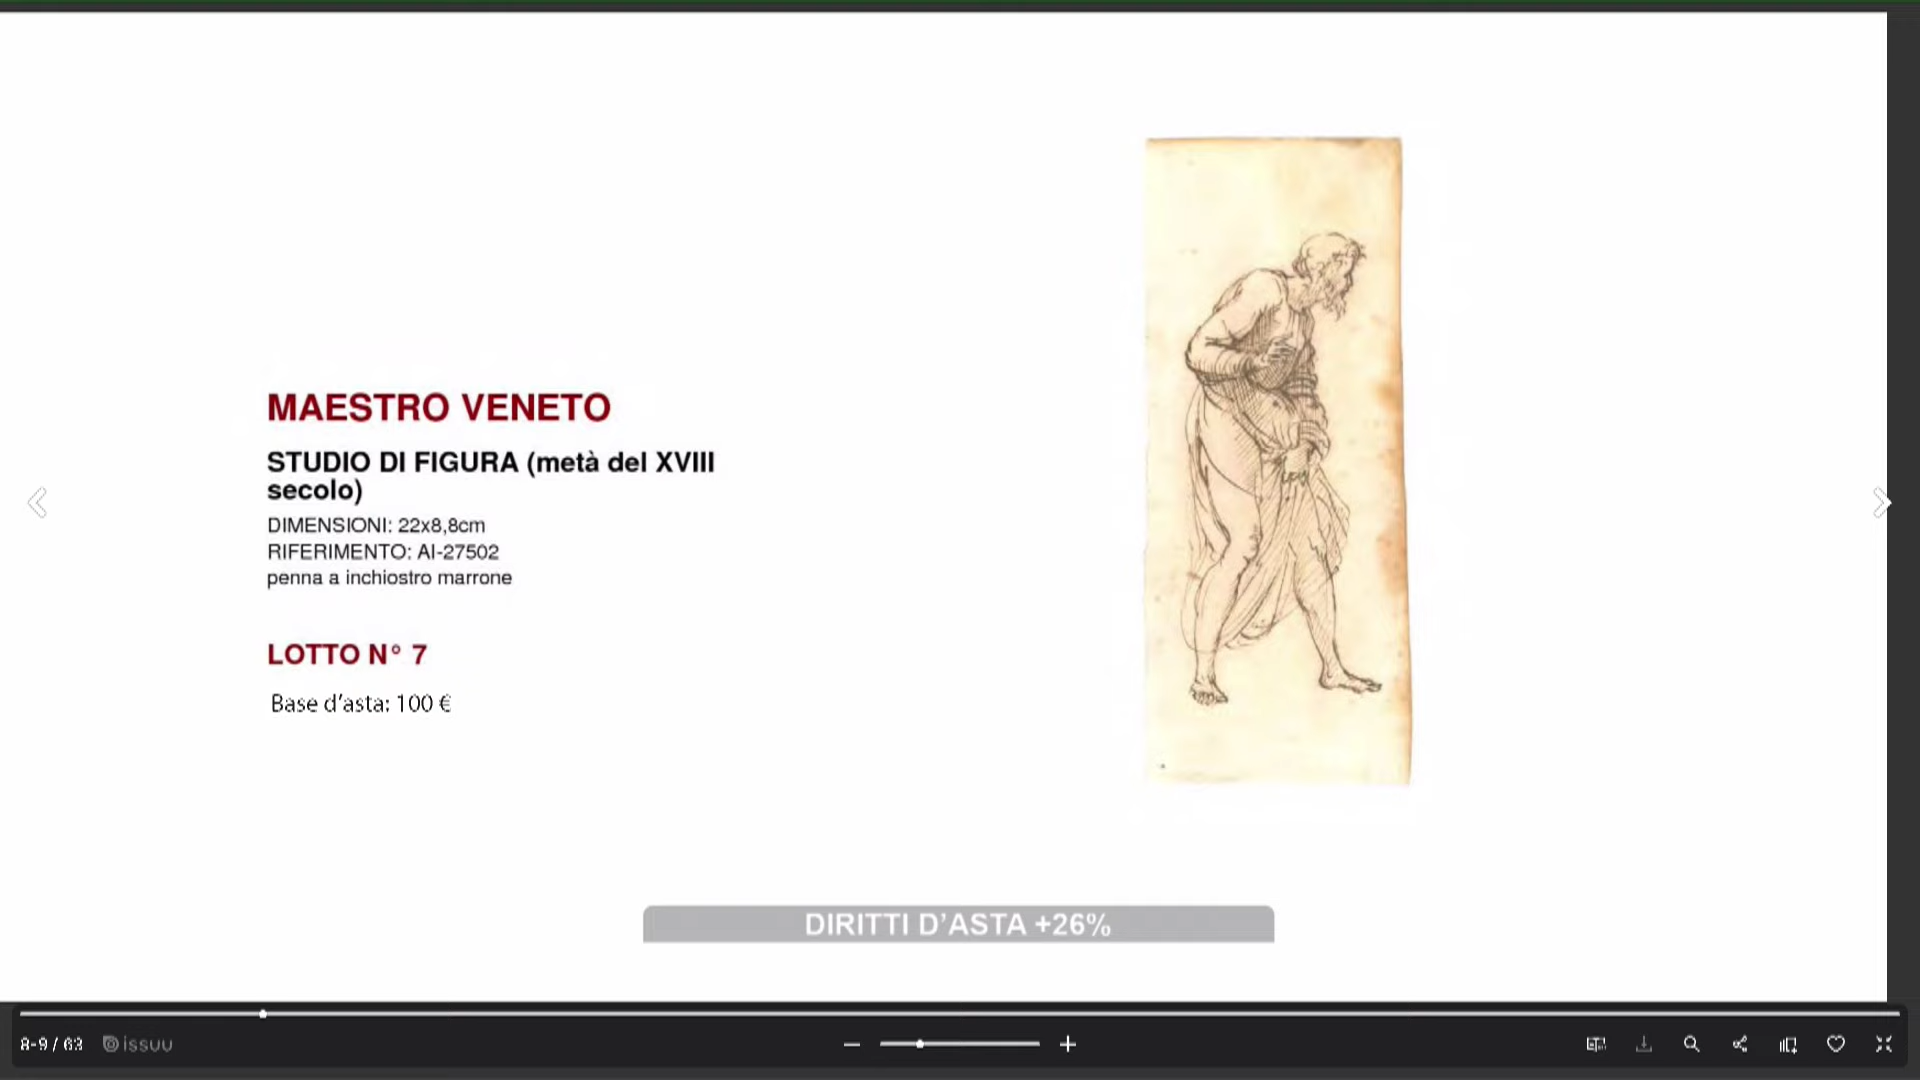 MAESTRO VENETO
STUDIO DI FIGURA (metà del XVIII
secolo)
DIMENSIONI: 22x8,8cm
RIFERIMENTO: AI-27502
penna a inchiostro marrone
LOTTO N° 7
Base d'asta: 100 €
DIRITTI D'ASTA +26%
8-9 / 63
issuu